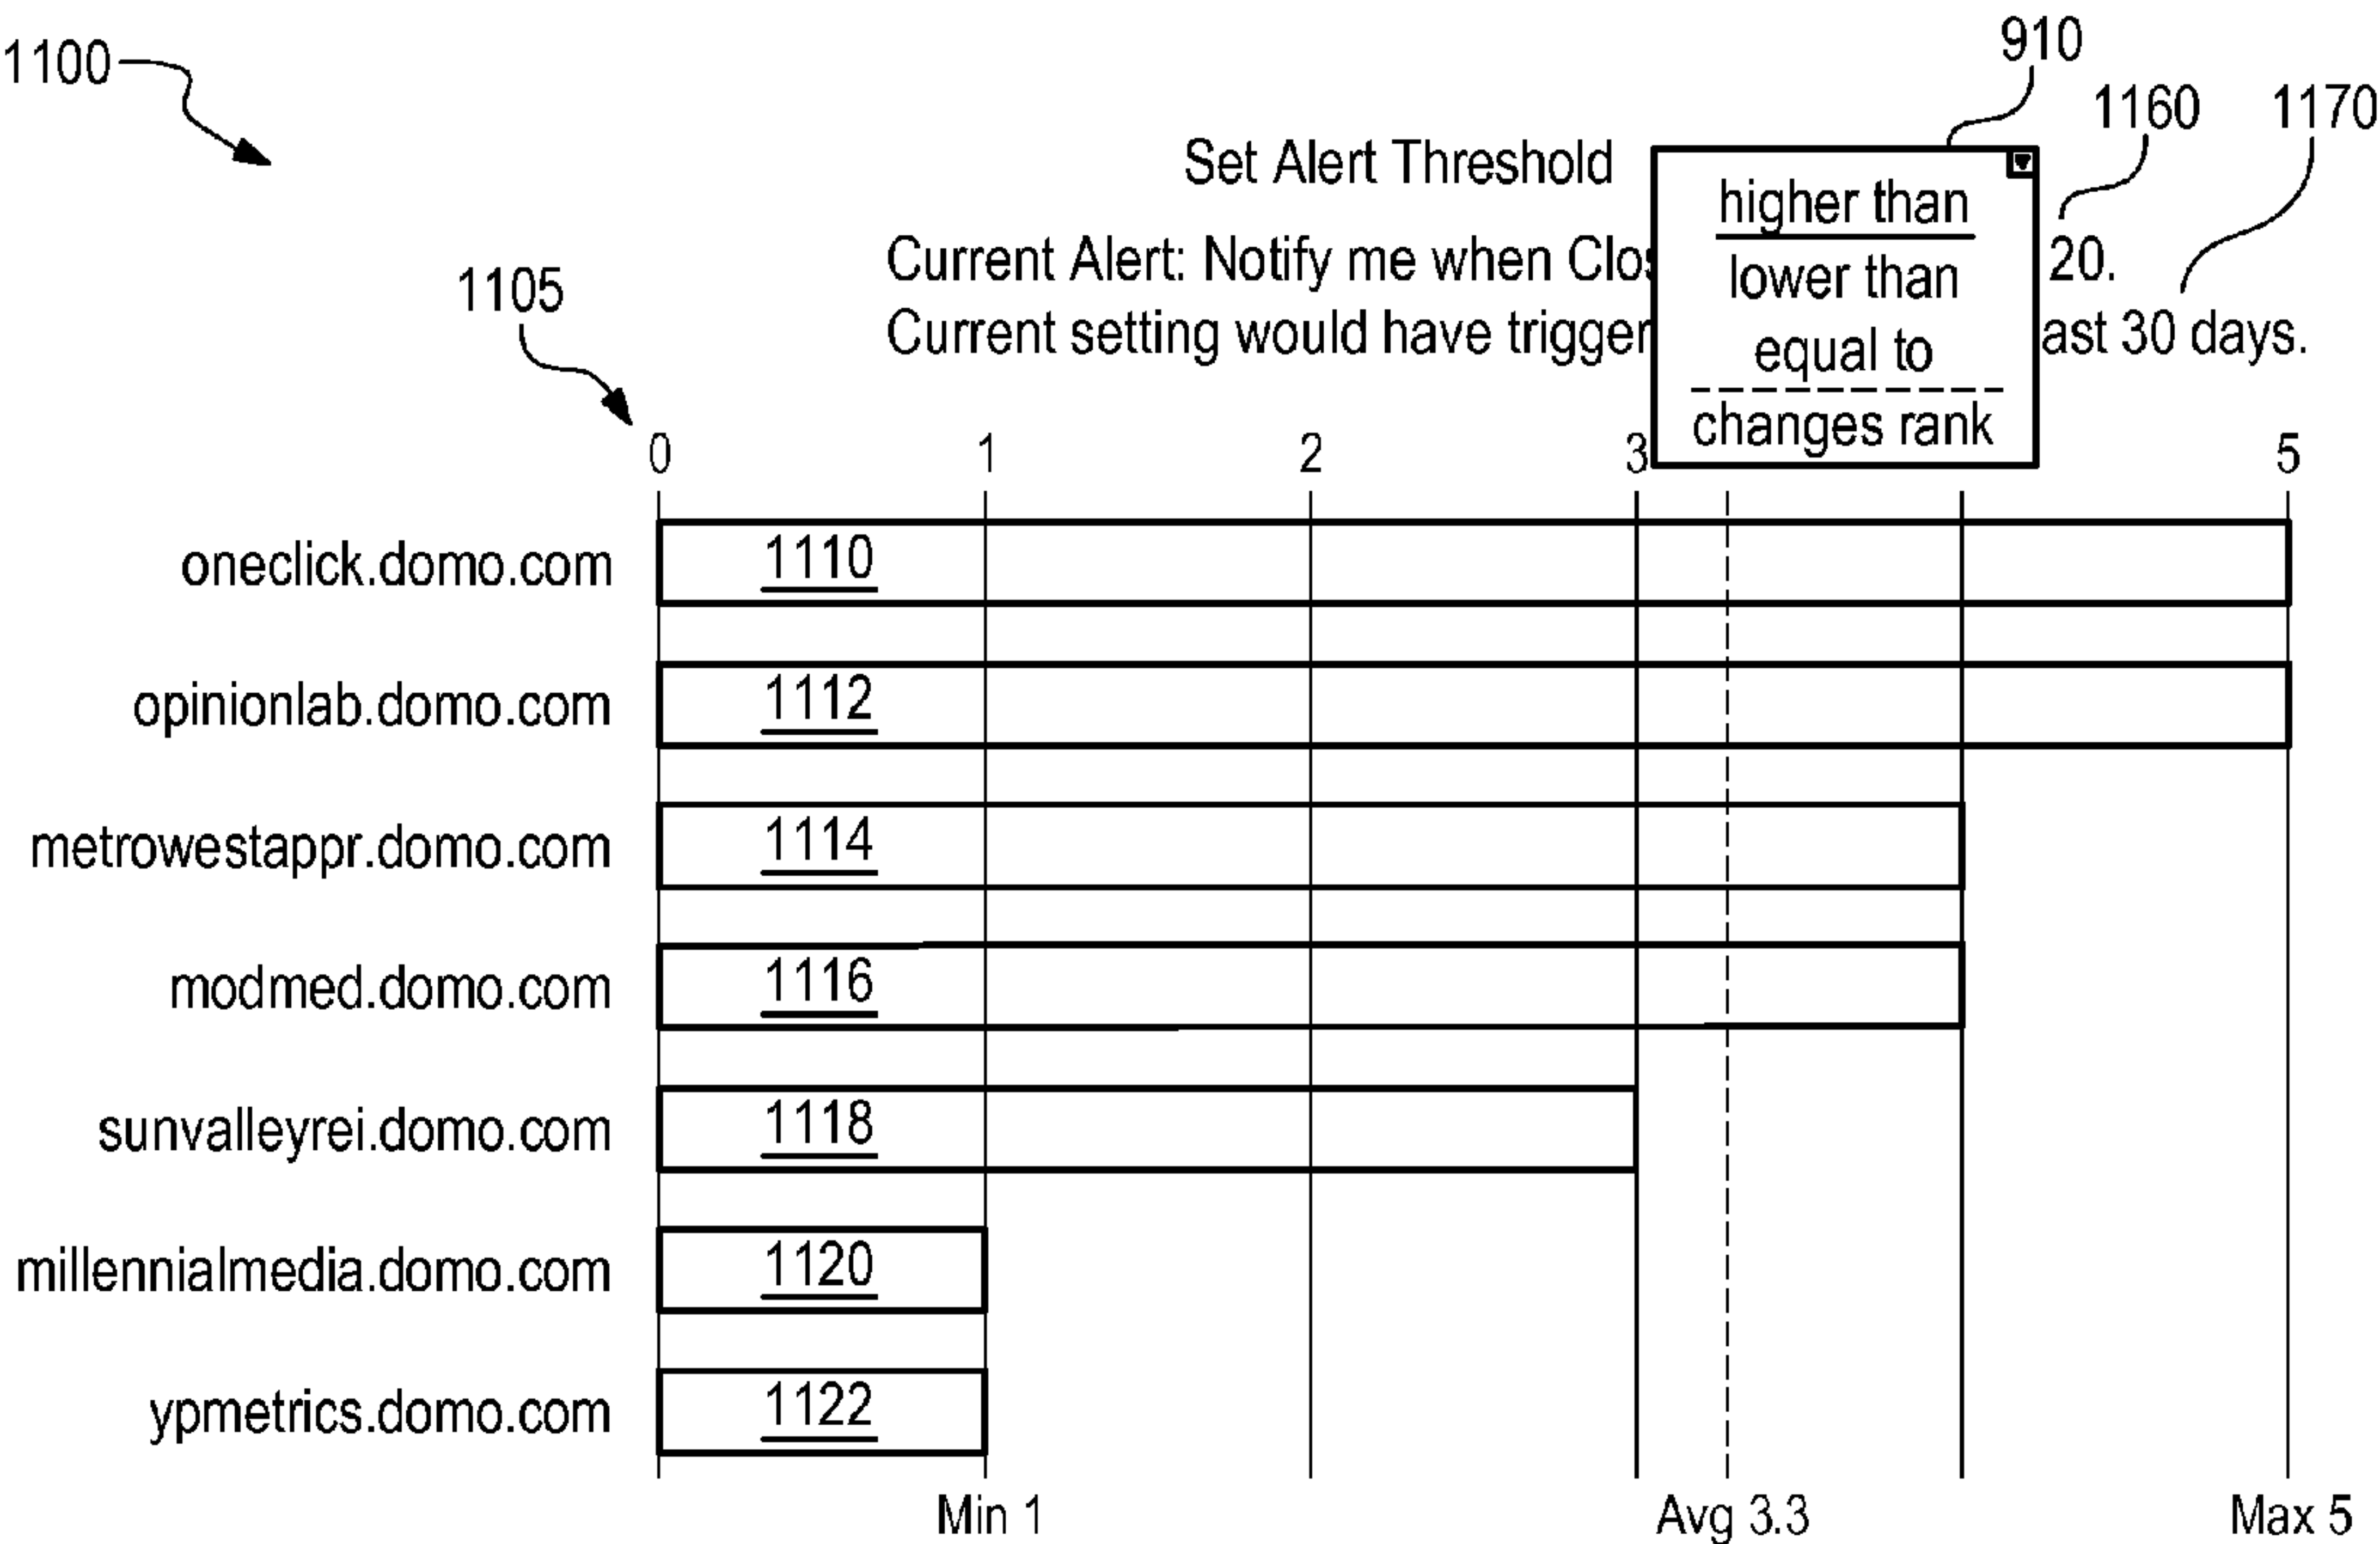 1100
910
1160
1170
Set Alert Threshold
higher than
lower than
equal to
changes rank
Current Alert: Notify me when 20.
Current setting would have 30 days.
1105
0 1 2 3 5
oneclick.domo.com 1110
opinionlab.domo.com 1112
metrowestappr.domo.com 1114
modmed.domo.com 1116
sunvalleyrei.domo.com 1118
millennialmedia.domo.com 1120
ypmetrics.domo.com 1122
Min 1 Avg 3.3 Max 5